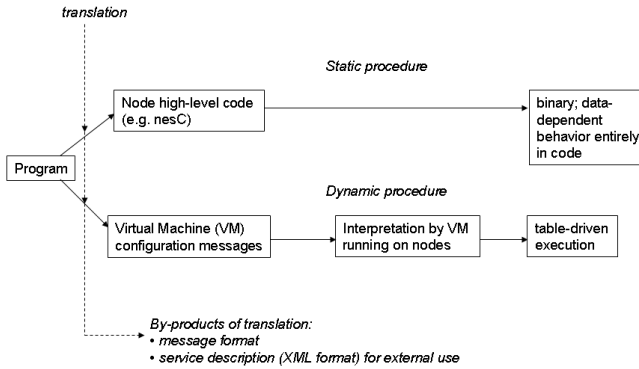 translation
Static procedure
Node high-level code
(e.g. nesC)
binary; data-
dependent
behavior entirely
in code
Program
Dynamic procedure
Virtual Machine (VM)
configuration messages
Interpretation by VM
running on nodes
table-driven
execution
By-products of translation:
• message format
• service description (XML format) for external use